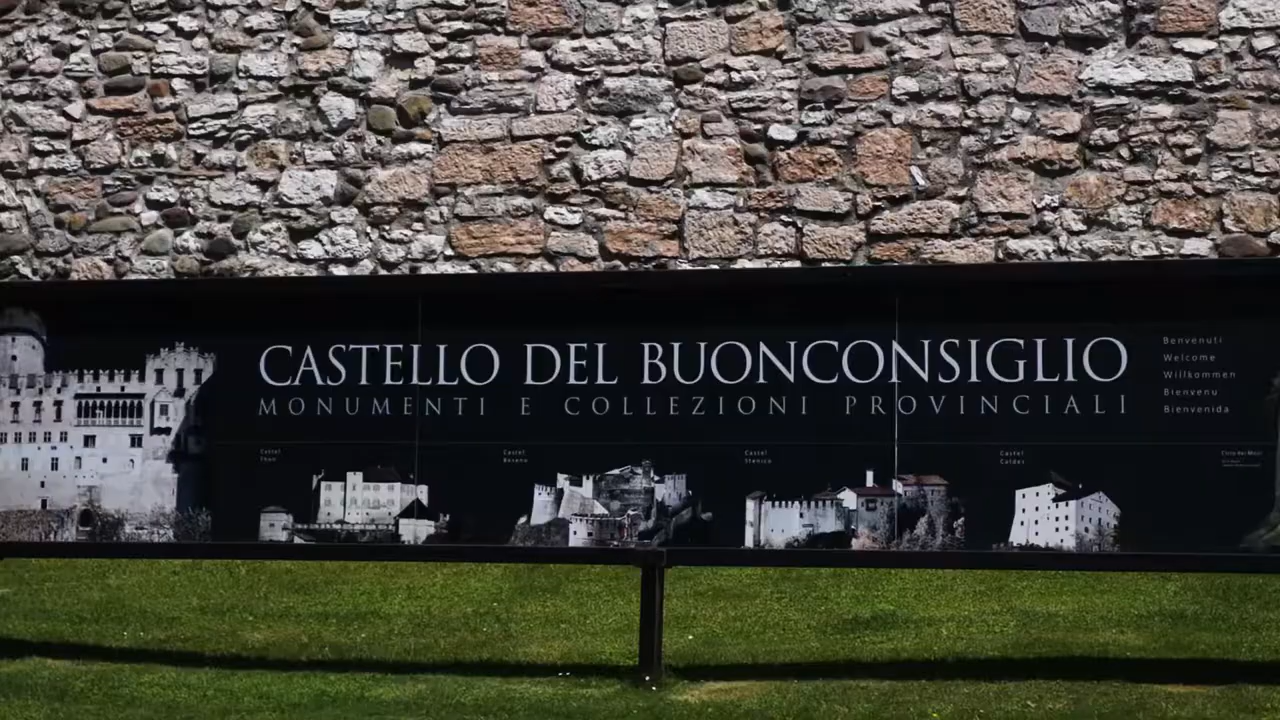 CASTELLO DEL BUONCONSIGLIO
MONUMENTI E COLLEZIONI PROVINCIALI
Benvenuti
Welcome
Willkommen
Bienvenu
Bienvenida
Castel
Thun
Castel
Beseno
Castel
Stenico
Castel
Caldes